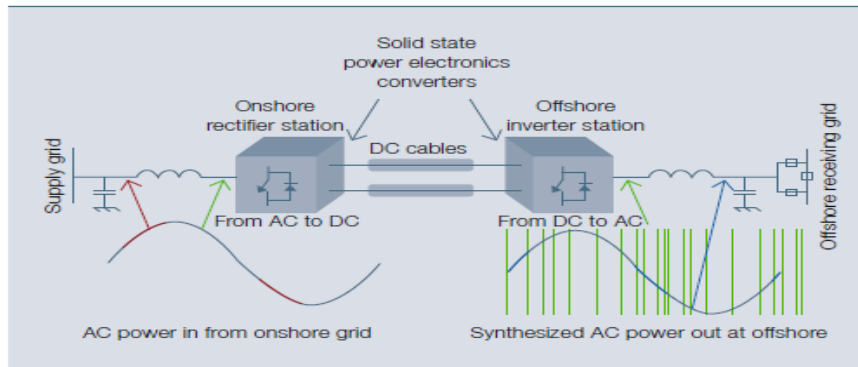 Solid state
power electronics
converters
Onshore
rectifier station
Offshore
inverter station
DC cables
Supply grid
Offshore receiving grid
From AC to DC
From DC to AC
AC power in from onshore grid
Synthesized AC power out at offshore